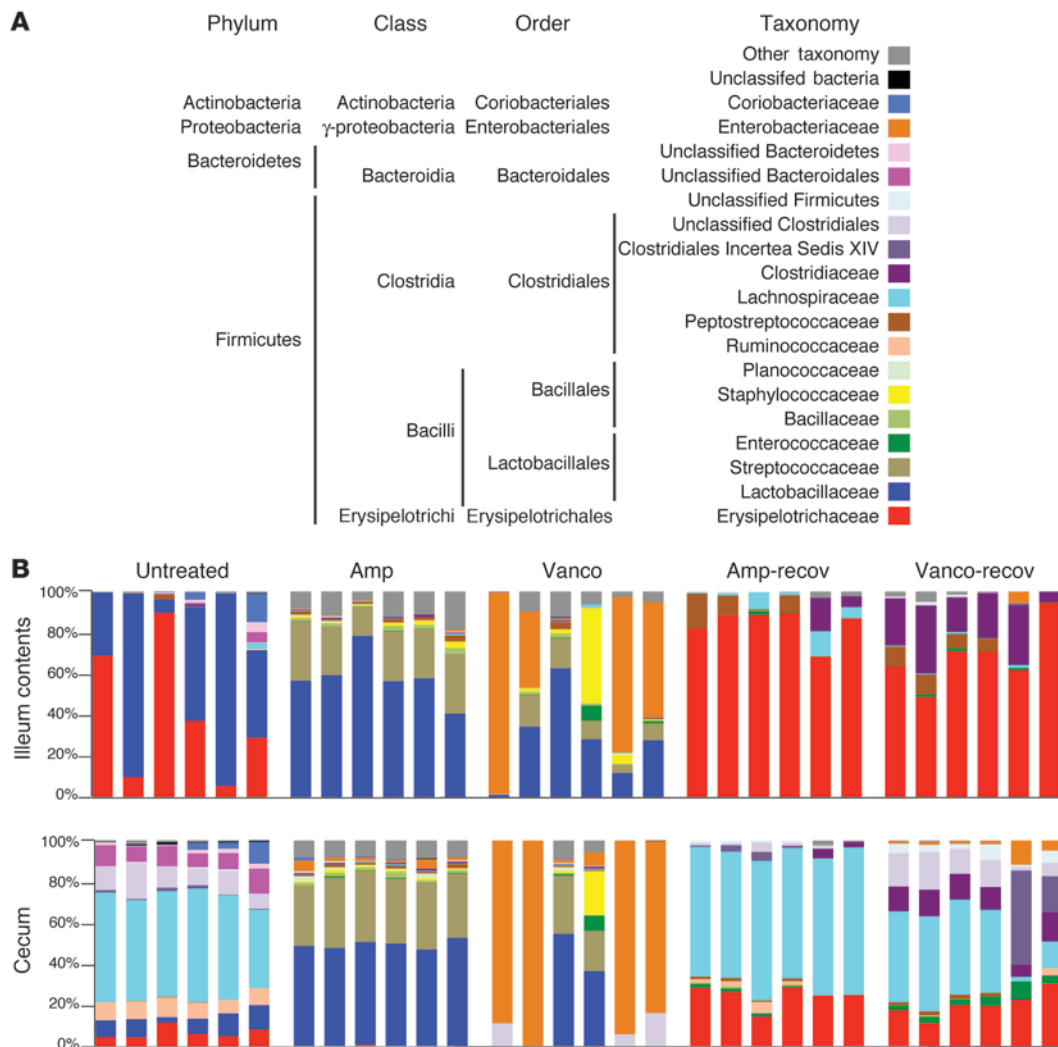 A
Phylum Class Order Taxonomy
Other taxonomy
Unclassifed bacteria
Actinobacteria Actinobacteria Coriobacteriales Coriobacteriaceae
Proteobacteria γ-proteobacteria Enterobacteriales Enterobacteriaceae
Unclassified Bacteroidetes
Bacteroidetes
Bacteroidia Bacteroidales Unclassified Bacteroidales
Unclassified Firmicutes
Unclassified Clostridiales
Clostridiales Incertea Sedis XIV
Clostridia Clostridiales Clostridiaceae
Lachnospiraceae
Peptostreptococcaceae
Firmicutes
Ruminococcaceae
Planococcaceae
Bacillales Staphylococcaceae
Bacillaceae
Bacilli Enterococcaceae
Lactobacillales Streptococcaceae
Lactobacillaceae
Erysipelotrichi Erysipelotrichales Erysipelotrichaceae
B
Untreated Amp Vanco Amp-recov Vanco-recov
Illeum contents
100%
80%
60%
40%
20%
0%
Cecum
100%
80%
60%
40%
20%
0%